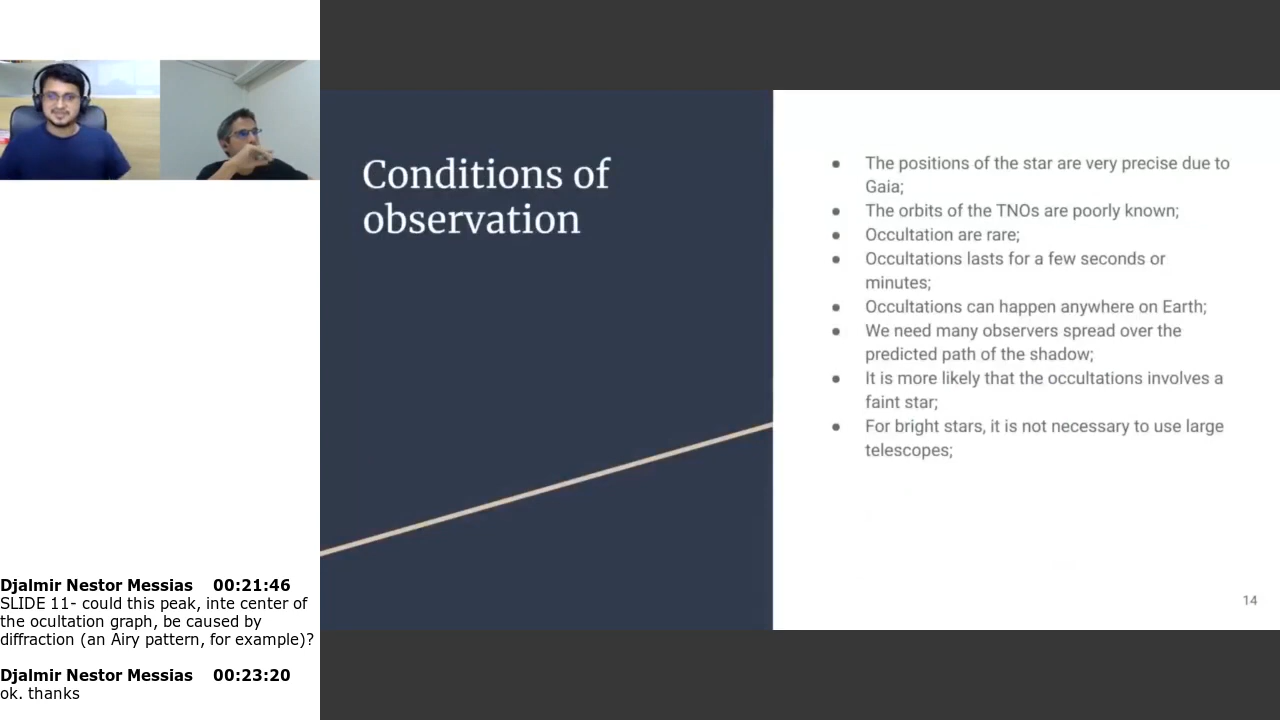 Conditions of
observation
● The positions of the star are very precise due to
Gaia;
● The orbits of the TNOs are poorly known;
● Occultation are rare;
● Occultations lasts for a few seconds or
minutes;
● Occultations can happen anywhere on Earth;
● We need many observers spread over the
predicted path of the shadow;
● It is more likely that the occultations involves a
faint star;
● For bright stars, it is not necessary to use large
telescopes;
14
Djalmir Nestor Messias 00:21:46
SLIDE 11- could this peak, inte center of
the ocultation graph, be caused by
diffraction (an Airy pattern, for example)?
Djalmir Nestor Messias 00:23:20
ok. thanks